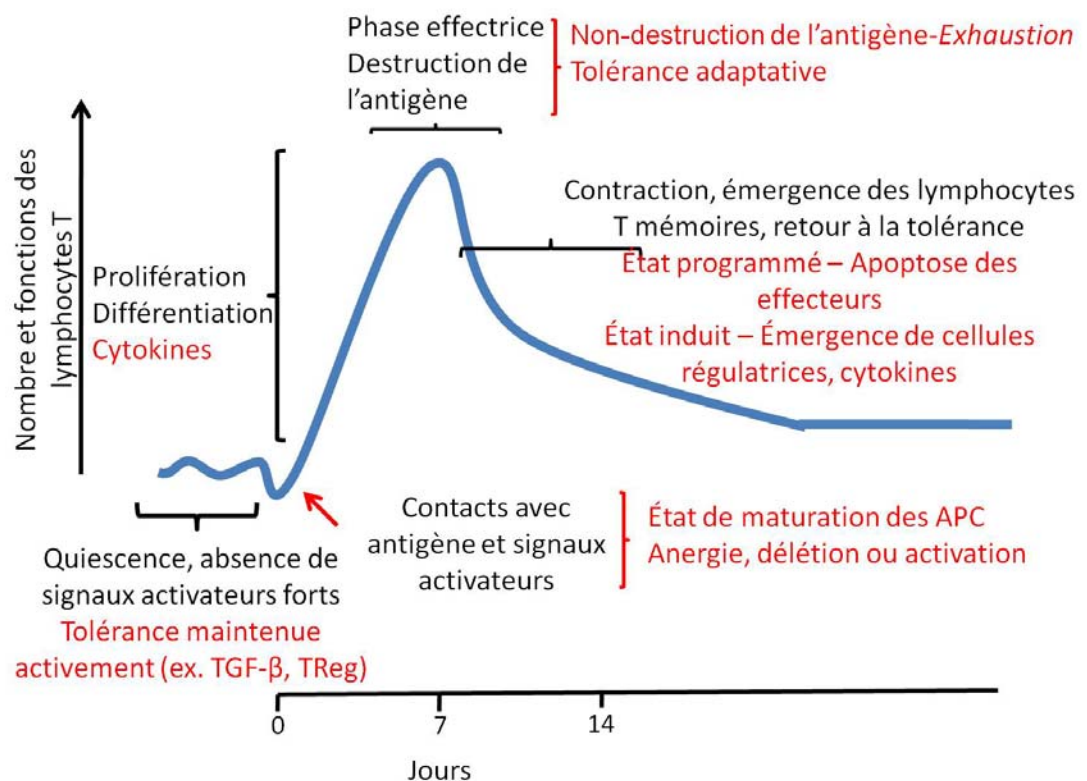 Phase effectrice
Destruction de
l'antigène
Non-destruction de l'antigène-Exhaustion
Tolérance adaptative
Nombre et fonctions des
lymphocytes T
Prolifération
Différentiation
Cytokines
Contraction, émergence des lymphocytes
T mémoires, retour à la tolérance
État programmé – Apoptose des
effecteurs
État induit – Émergence de cellules
régulatrices, cytokines
Quiescence, absence de
signaux activateurs forts
Tolérance maintenue
activement (ex. TGF-β, TReg)
Contacts avec
antigène et signaux
activateurs
État de maturation des APC
Anergie, délétion ou activation
0
7
14
Jours